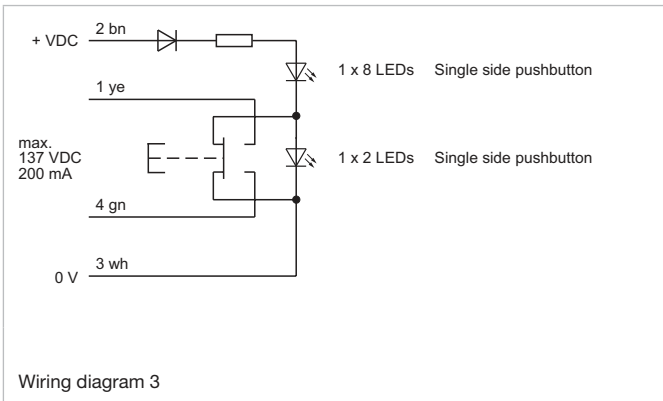 + VDC 2 bn
1 x 8 LEDs Single side pushbutton
1 ye
max.
137 VDC
200 mA
1 x 2 LEDs Single side pushbutton
4 gn
0 V 3 wh
Wiring diagram 3